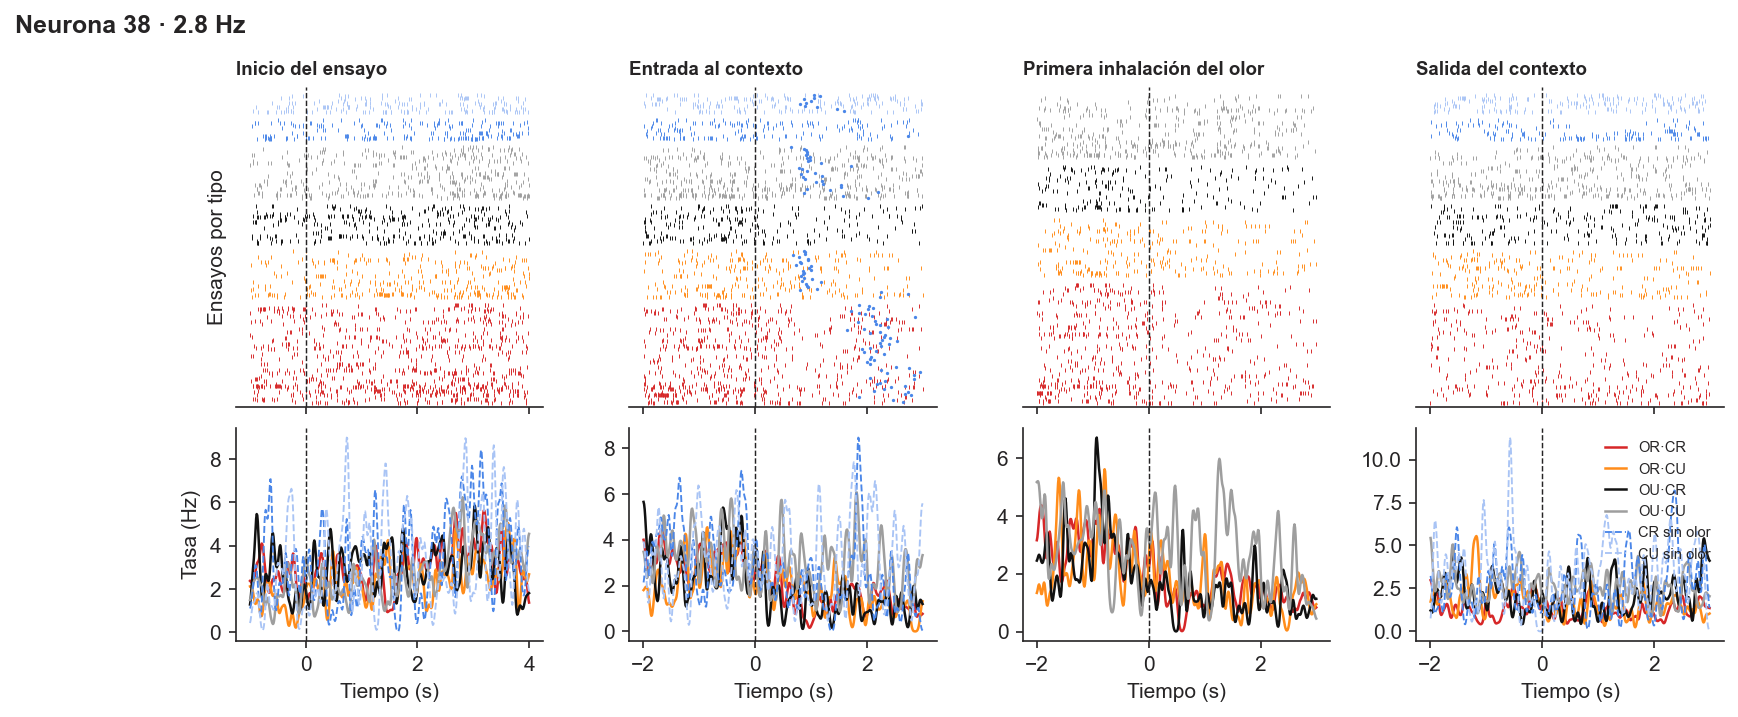 Neurona 38 · 2.8 Hz
Inicio del ensayo
Entrada al contexto
Primera inhalación del olor
Salida del contexto
Ensayos por tipo
Tasa (Hz)
8
6
4
2
0
0
2
4
Tiempo (s)
8
6
4
2
0
−2
0
2
Tiempo (s)
6
4
2
0
−2
0
2
Tiempo (s)
10.0
7.5
5.0
2.5
0.0
−2
0
2
Tiempo (s)
OR·CR
OR·CU
OU·CR
OU·CU
CR sin olor
CU sin olor